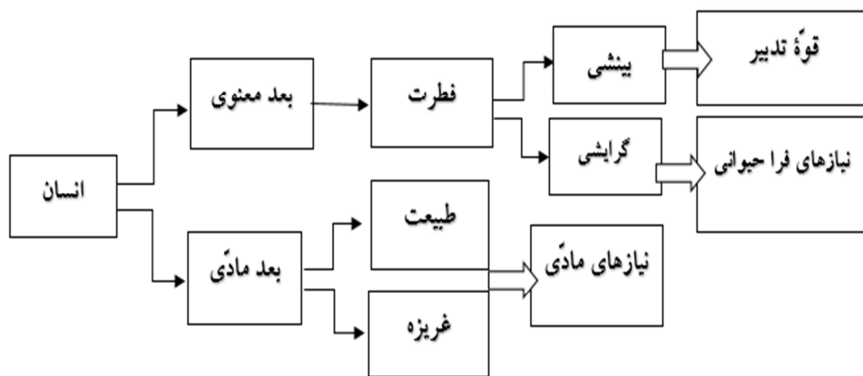 انسان
بعد معنوی
فطرت
بینشی
قوّۀ تدبیر
گرایشی
نیازهای فرا حیوانی
بعد مادّی
طبیعت
غریزه
نیازهای مادّی